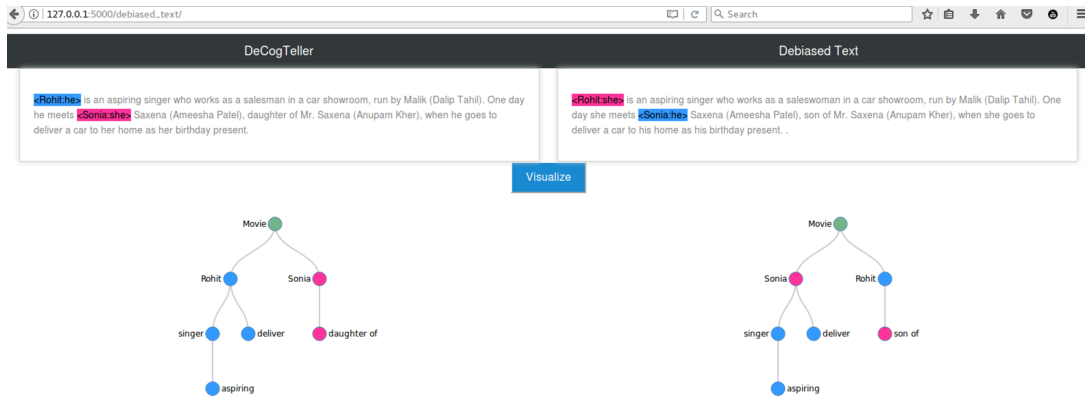 127.0.0.1:5000/debiased_text/
Search
DeCogTeller
Debiased Text
<Rohit:he> is an aspiring singer who works as a salesman in a car showroom, run by Malik (Dalip Tahil). One day
he meets <Sonia:she> Saxena (Ameesha Patel), daughter of Mr. Saxena (Anupam Kher), when he goes to
deliver a car to her home as her birthday present.
<Rohit:she> is an aspiring singer who works as a saleswoman in a car showroom, run by Malik (Dalip Tahil). One
day she meets <Sonia:he> Saxena (Ameesha Patel), son of Mr. Saxena (Anupam Kher), when she goes to
deliver a car to his home as his birthday present. .
Visualize
Movie
Rohit
Sonia
singer
deliver
daughter of
aspiring
Movie
Sonia
Rohit
singer
deliver
son of
aspiring